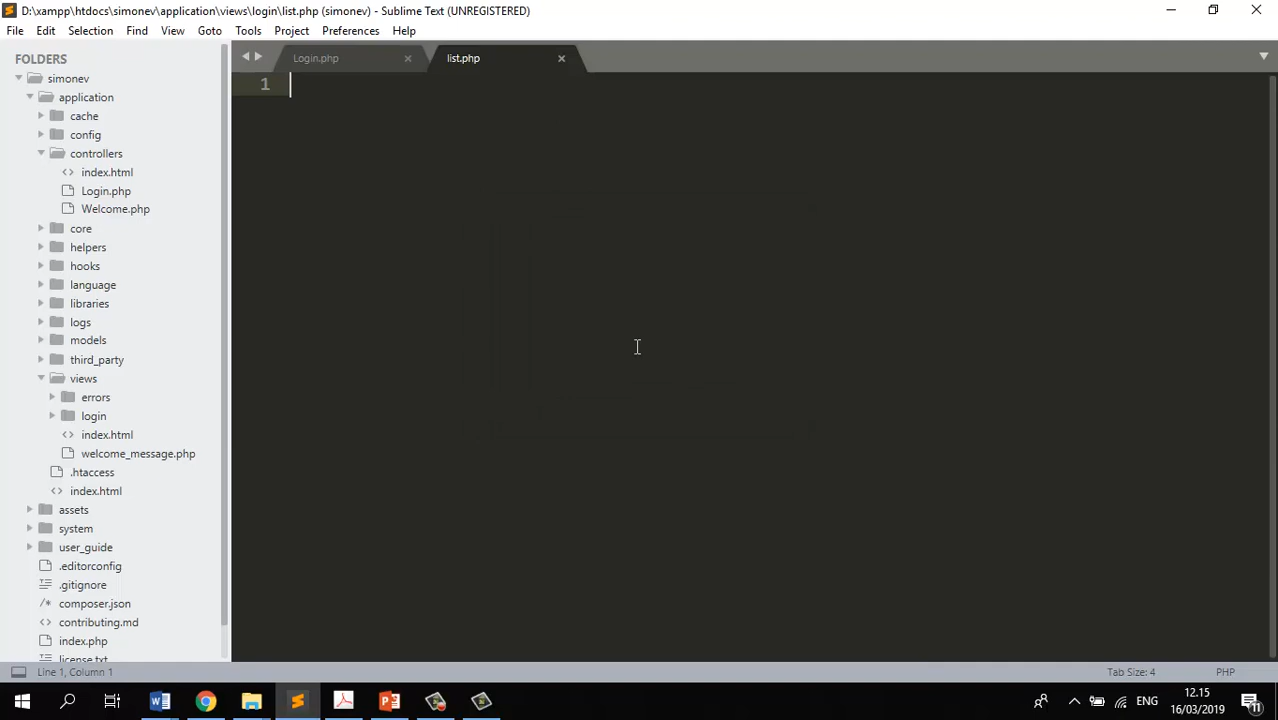 D:\xampp\htdocs\simonev\application\views\login\list.php (simonev) - Sublime Text (UNREGISTERED)
File Edit Selection Find View Goto Tools Project Preferences Help
FOLDERS
simonev
application
cache
config
controllers
<> index.html
Login.php
Welcome.php
core
helpers
hooks
language
libraries
logs
models
third_party
views
errors
login
<> index.html
welcome_message.php
.htaccess
<> index.html
assets
system
user_guide
.editorconfig
.gitignore
/* composer.json
contributing.md
index.php
license.txt
Login.php
list.php
1
Line 1, Column 1
Tab Size: 4
PHP
ENG
12.15
16/03/2019
11